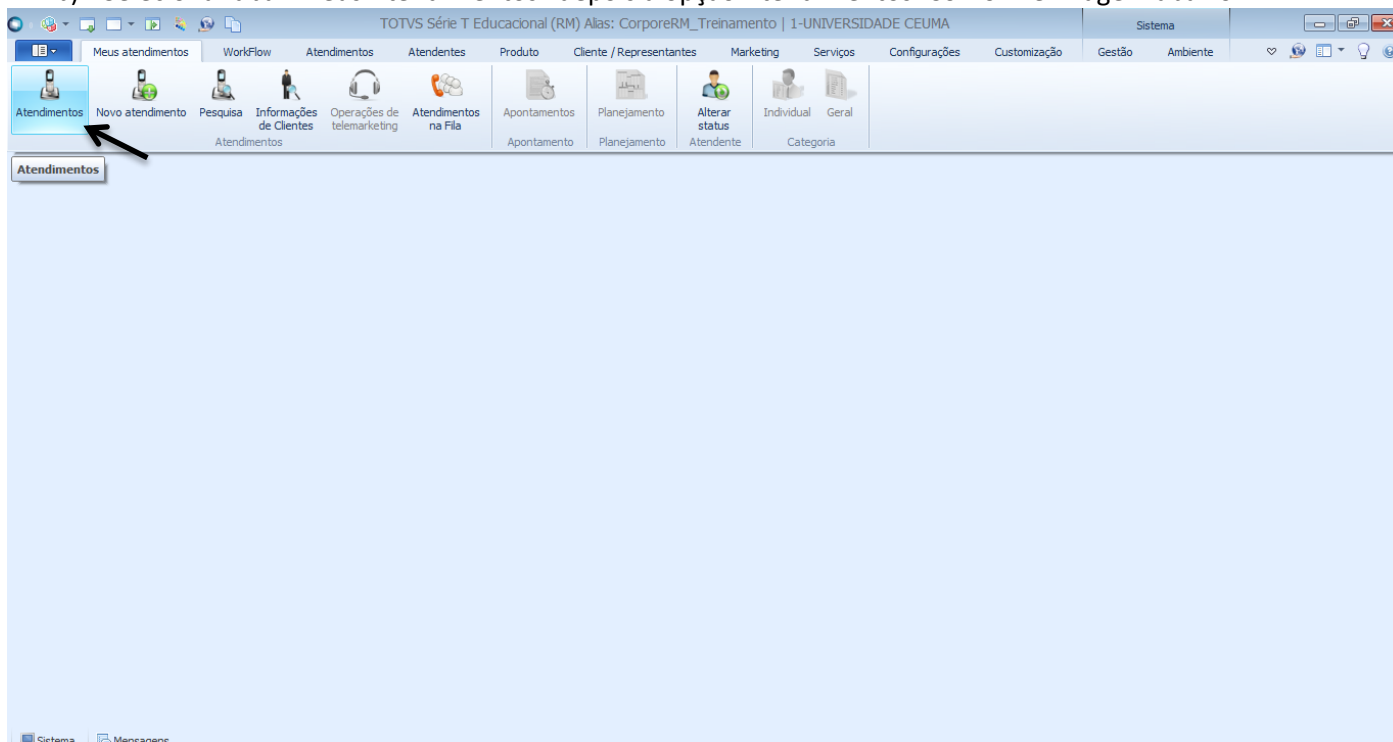 TOTVS Série T Educacional (RM) Alias: CorporeRM_Treinamento | 1-UNIVERSIDADE CEUMA
Sistema
Meus atendimentos WorkFlow Atendimentos Atendentes Produto Cliente / Representantes Marketing Serviços Configurações Customização Gestão Ambiente
Atendimentos Novo atendimento Pesquisa Informações de Clientes Operações de telemarketing Atendimentos na Fila Apontamentos Planejamento Alterar status Individual Geral
Atendimentos Apontamento Planejamento Atendente Categoria
Atendimentos
Sistema Mensagens